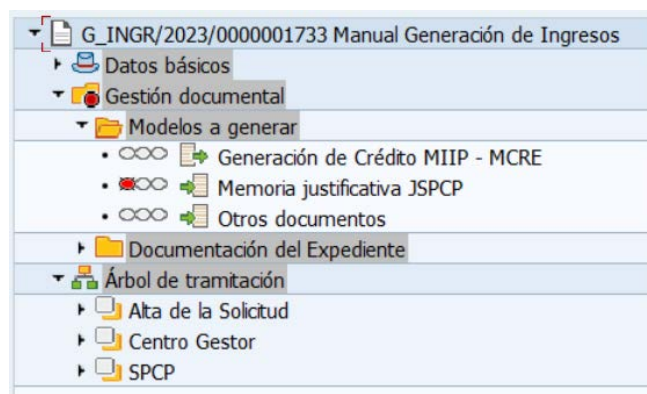 G_INGR/2023/0000001733 Manual Generación de Ingresos
Datos básicos
Gestión documental
Modelos a generar
Generación de Crédito MIIP - MCRE
Memoria justificativa JSPCP
Otros documentos
Documentación del Expediente
Árbol de tramitación
Alta de la Solicitud
Centro Gestor
SPCP